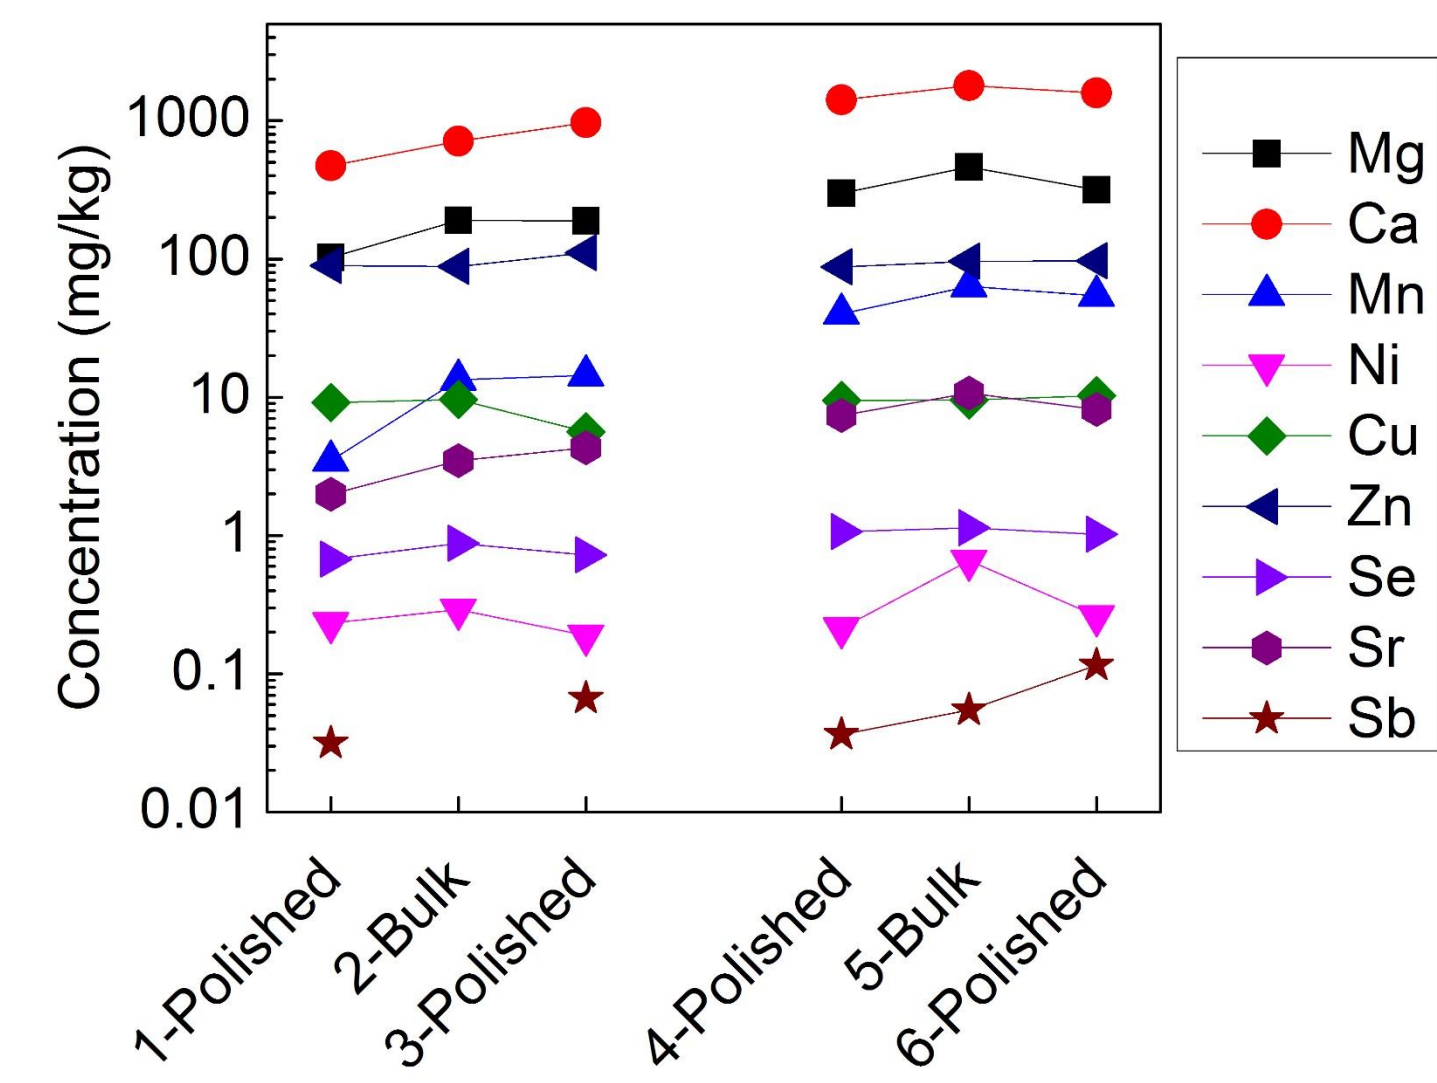 Concentration (mg/kg)
1000
100
10
1
0.1
0.01
1-Polished
2-Bulk
3-Polished
4-Polished
5-Bulk
6-Polished
Mg
Ca
Mn
Ni
Cu
Zn
Se
Sr
Sb